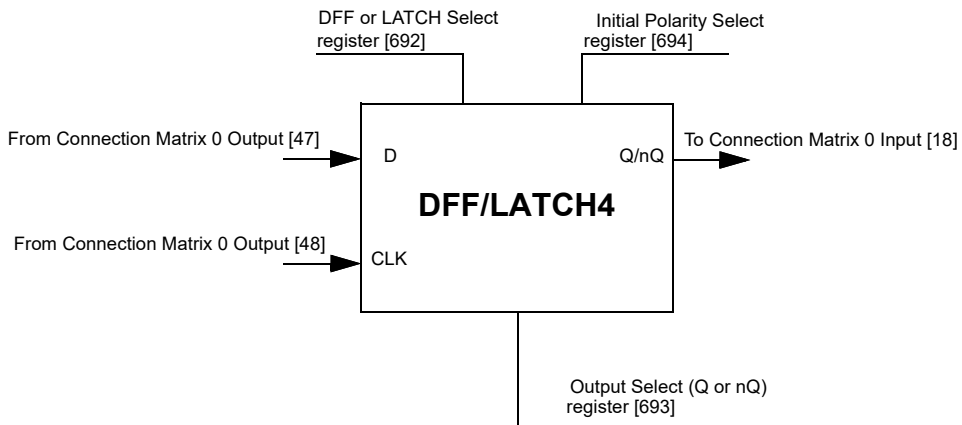 DFF or LATCH Select
register [692]
Initial Polarity Select
register [694]
From Connection Matrix 0 Output [47]
D
Q/nQ
To Connection Matrix 0 Input [18]
DFF/LATCH4
From Connection Matrix 0 Output [48]
CLK
Output Select (Q or nQ)
register [693]